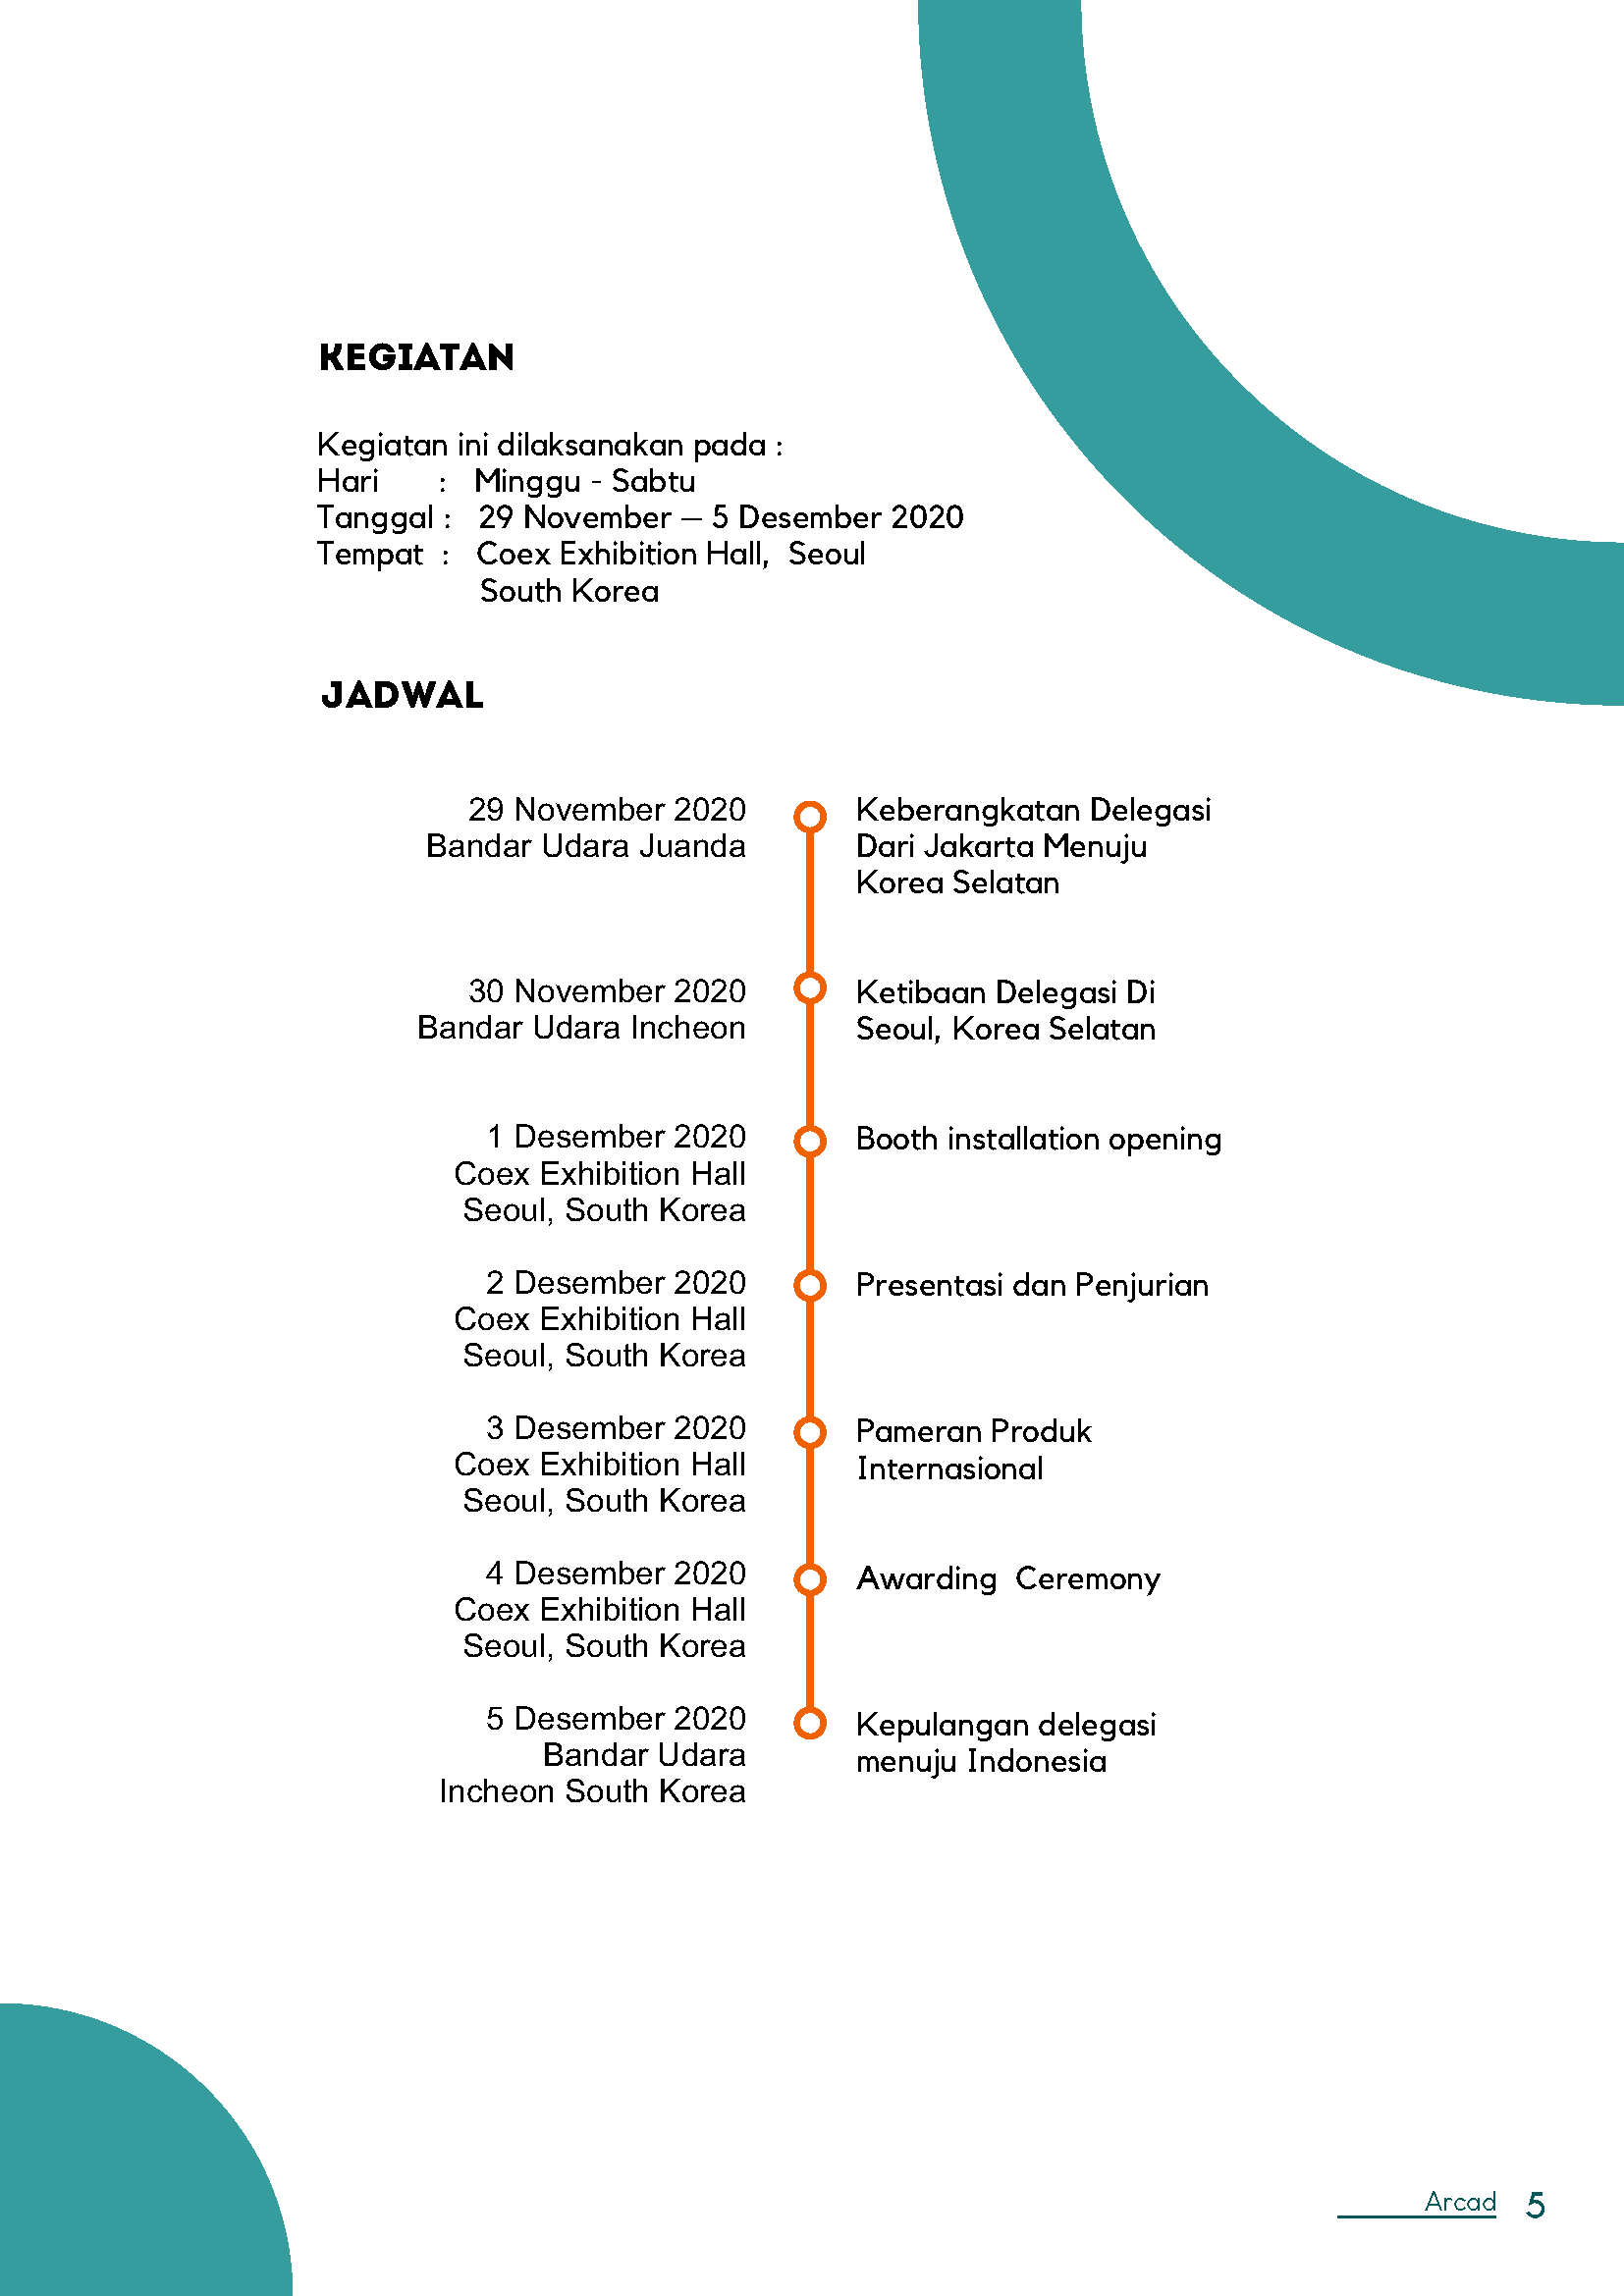 KEGIATAN
Kegiatan ini dilaksanakan pada :
Hari : Minggu - Sabtu
Tanggal : 29 November – 5 Desember 2020
Tempat : Coex Exhibition Hall, Seoul
South Korea
JADWAL
29 November 2020
Bandar Udara Juanda
Keberangkatan Delegasi
Dari Jakarta Menuju
Korea Selatan
30 November 2020
Bandar Udara Incheon
Ketibaan Delegasi Di
Seoul, Korea Selatan
1 Desember 2020
Coex Exhibition Hall
Seoul, South Korea
Booth installation opening
2 Desember 2020
Coex Exhibition Hall
Seoul, South Korea
Presentasi dan Penjurian
3 Desember 2020
Coex Exhibition Hall
Seoul, South Korea
Pameran Produk
Internasional
4 Desember 2020
Coex Exhibition Hall
Seoul, South Korea
Awarding Ceremony
5 Desember 2020
Bandar Udara
Incheon South Korea
Kepulangan delegasi
menuju Indonesia
Arcad 5